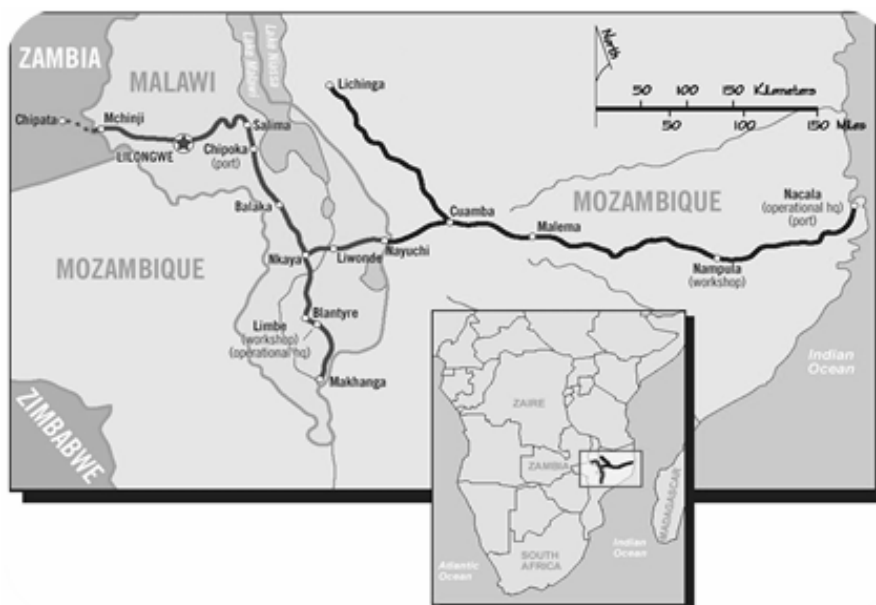 ZAMBIA
MALAWI
Lake Malawi
Lake Niassa
Lichinga
North
50 100 150 Kilometers
50 100 150 Miles
Chipata
Mchinji
LILONGWE
Salima
Chipoka
(port)
Balaka
MOZAMBIQUE
Nkaya
Liwonde
Nayuchi
Cuamba
Malema
MOZAMBIQUE
Nacala
(operational hq)
(port)
Nampula
(workshop)
Limbe
(workshop)
(operational hq)
Blantyre
Makhanga
ZIMBABWE
Indian
Ocean
ZAIRE
ZAMBIA
MADAGASCAR
SOUTH
AFRICA
Atlantic
Ocean
Indian
Ocean